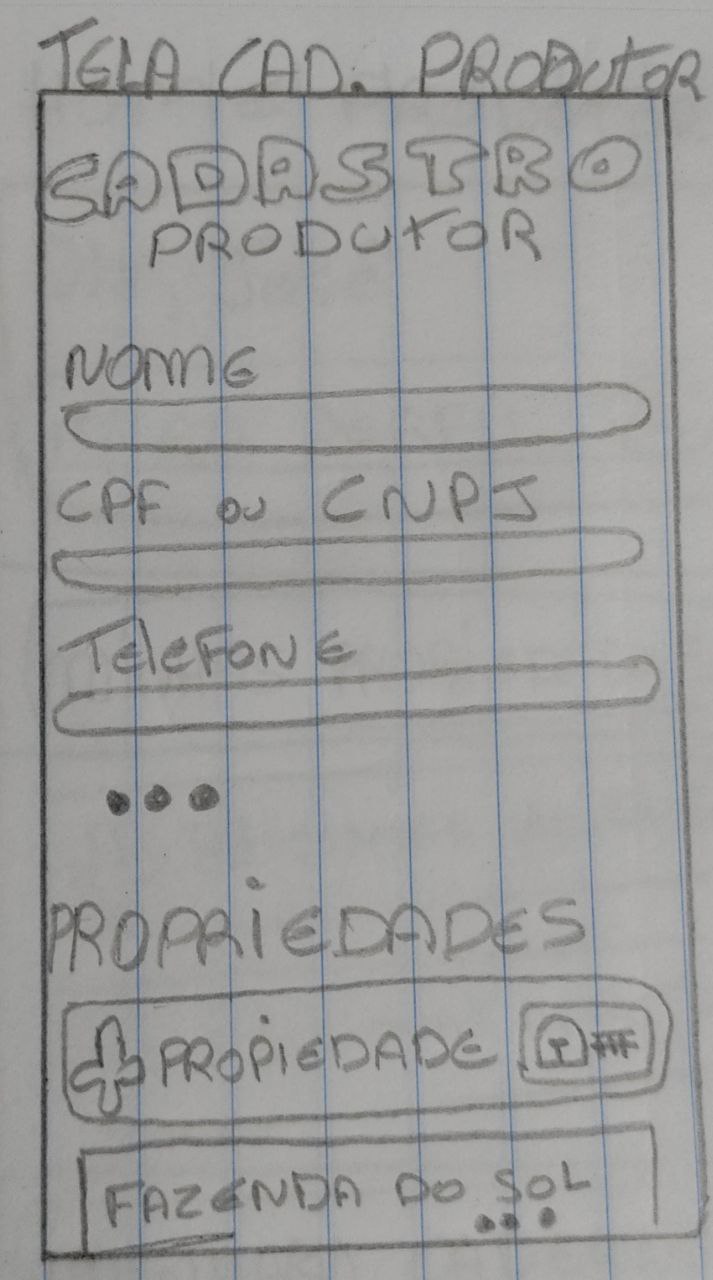 TELA CAD. PRODUTOR
CADASTRO
PRODUTOR
NOME
CPF ou CNPJ
TeleFONE
•••
PROPRiEDADES
PROPiEDADE
FAZENDA DO SOL
•••